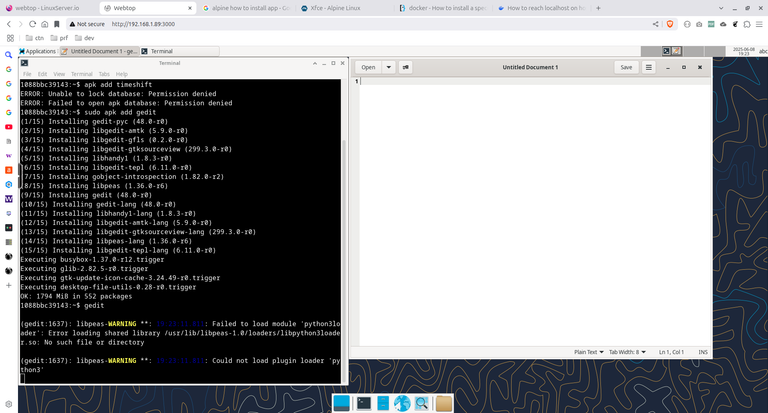 webtop - LinuxServer.io
Webtop
alpine how to install app - Go
Xfce - Alpine Linux
docker - How to install a spe
How to reach localhost on h
Not secure
http://192.168.1.89:3000
cbn
prf
dev
Applications
Untitled Document 1 - ge...
Terminal
2025-06-08
19:23
abc
Terminal
File Edit View Terminal Tabs Help
1088bbc39143:~$ apk add timeshift
ERROR: Unable to lock database: Permission denied
ERROR: Failed to open apk database: Permission denied
1088bbc39143:~$ sudo apk add gedit
(1/15) Installing gedit-pyc (48.0-r0)
(2/15) Installing libgedit-amtk (5.9.0-r0)
(3/15) Installing libgedit-gfls (0.2.0-r0)
(4/15) Installing libgedit-gtksourceview (299.3.0-r0)
(5/15) Installing libhandy1 (1.8.3-r0)
(6/15) Installing libgedit-tepl (6.11.0-r0)
(7/15) Installing gobject-introspection (1.82.0-r2)
(8/15) Installing libpeas (1.36.0-r6)
(9/15) Installing gedit (48.0-r0)
(10/15) Installing gedit-lang (48.0-r0)
(11/15) Installing libhandy1-lang (1.8.3-r0)
(12/15) Installing libgedit-amtk-lang (5.9.0-r0)
(13/15) Installing libgedit-gtksourceview-lang (299.3.0-r0)
(14/15) Installing libpeas-lang (1.36.0-r6)
(15/15) Installing libgedit-tepl-lang (6.11.0-r0)
Executing busybox-1.37.0-r12.trigger
Executing glib-2.82.5-r0.trigger
Executing gtk-update-icon-cache-3.24.49-r0.trigger
Executing desktop-file-utils-0.28-r0.trigger
OK: 1794 MiB in 552 packages
1088bbc39143:~$ gedit
(gedit:1637): libpeas-WARNING **: : Failed to load module 'python3lo
ader': Error loading shared library /usr/lib/libpeas-1.0/loaders/libpython3loade
r.so: No such file or directory
(gedit:1637): libpeas-WARNING **: : Could not load plugin loader 'py
thon3'
Open
Untitled Document 1
Save
1
Plain Text
Tab Width: 8
Ln 1, Col 1
INS